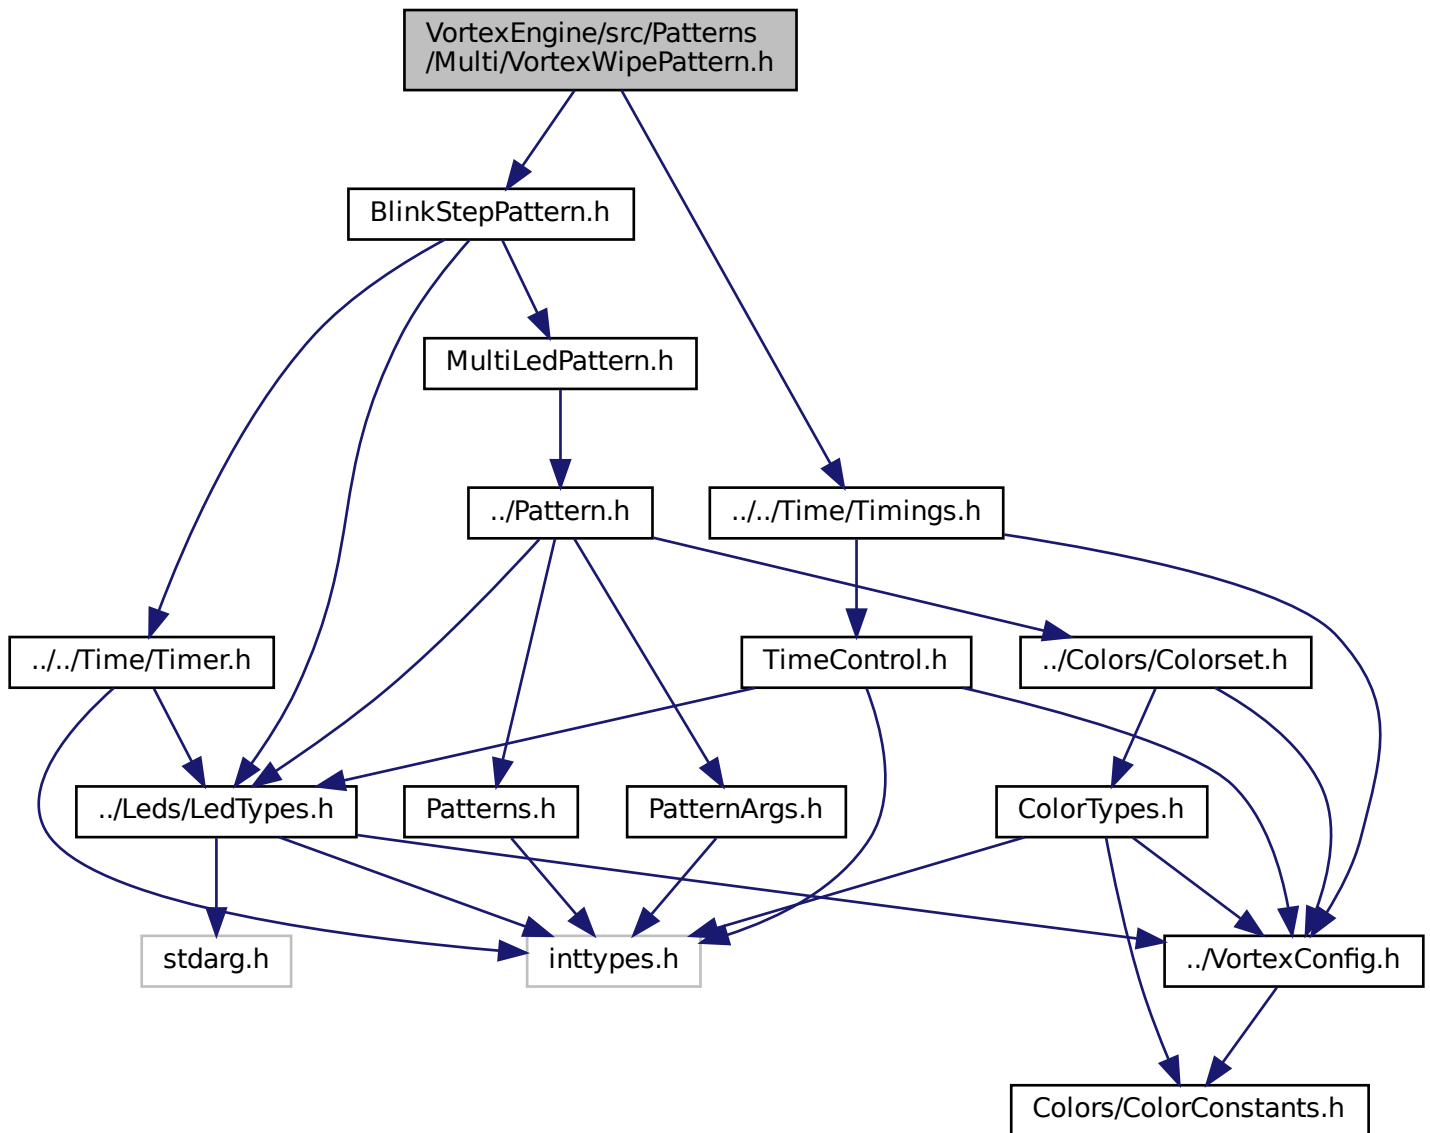 VortexEngine/src/Patterns
/Multi/VortexWipePattern.h
BlinkStepPattern.h
MultiLedPattern.h
../Pattern.h
../../Time/Timings.h
../../Time/Timer.h
TimeControl.h
../Colors/Colorset.h
../Leds/LedTypes.h
Patterns.h
PatternArgs.h
ColorTypes.h
stdarg.h
inttypes.h
../VortexConfig.h
Colors/ColorConstants.h